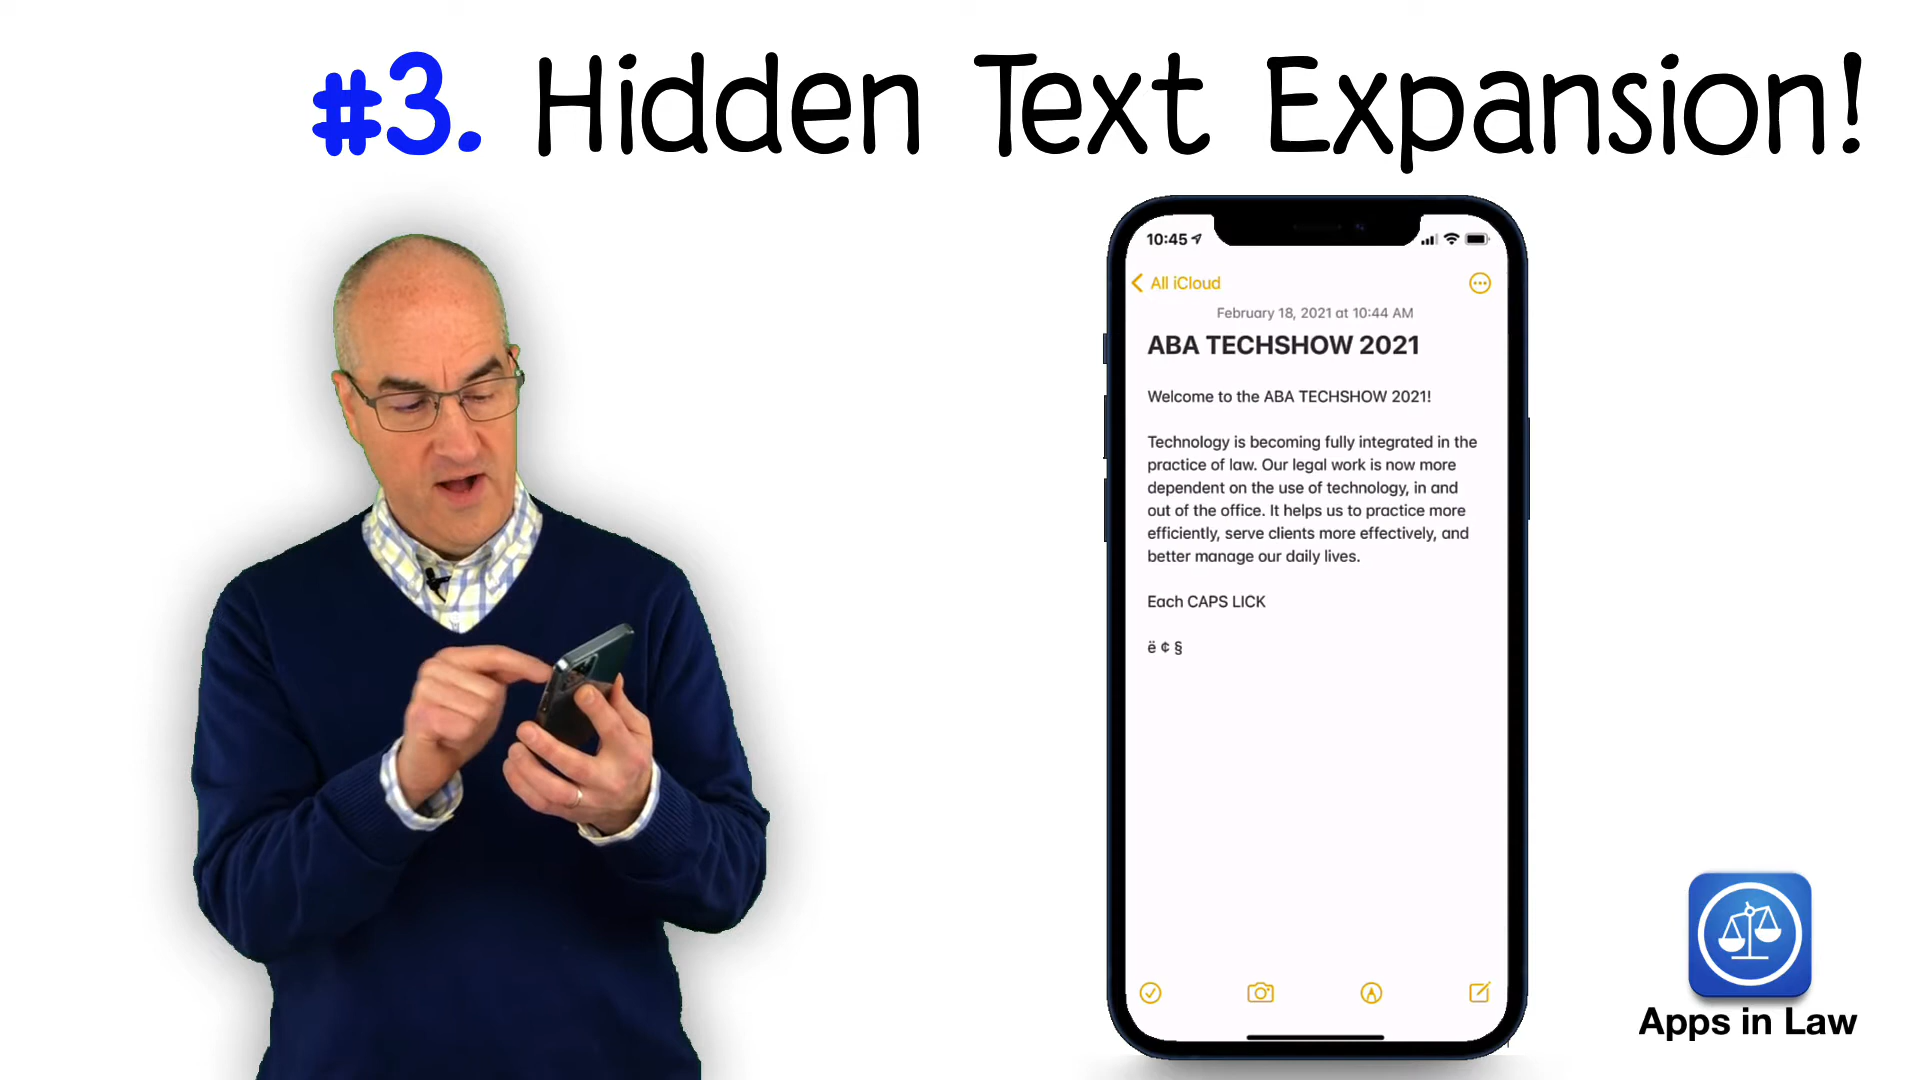 #3. Hidden Text Expansion!
10:45
All iCloud
February 18, 2021 at 10:44 AM
ABA TECHSHOW 2021
Welcome to the ABA TECHSHOW 2021!
Technology is becoming fully integrated in the
practice of law. Our legal work is now more
dependent on the use of technology, in and
out of the office. It helps us to practice more
efficiently, serve clients more effectively, and
better manage our daily lives.
Each CAPS LICK
ë ¢ §
Apps in Law